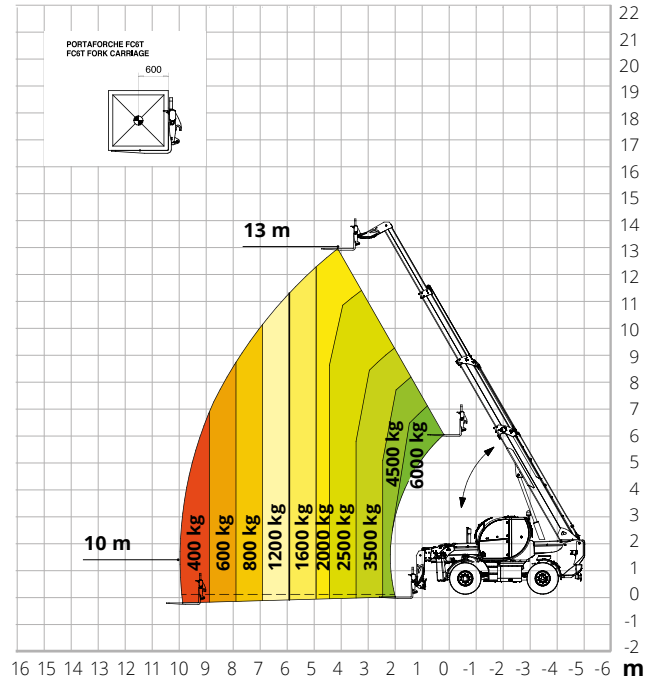 PORTAFORCHE FC6T
FC6T FORK CARRIAGE
600
13 m
10 m
400 kg
600 kg
800 kg
1200 kg
1600 kg
2000 kg
2500 kg
3500 kg
4500 kg
6000 kg
22
21
20
19
18
17
16
15
14
13
12
11
10
9
8
7
6
5
4
3
2
1
0
-1
-2
16 15 14 13 12 11 10 9 8 7 6 5 4 3 2 1 0 -1 -2 -3 -4 -5 -6 m